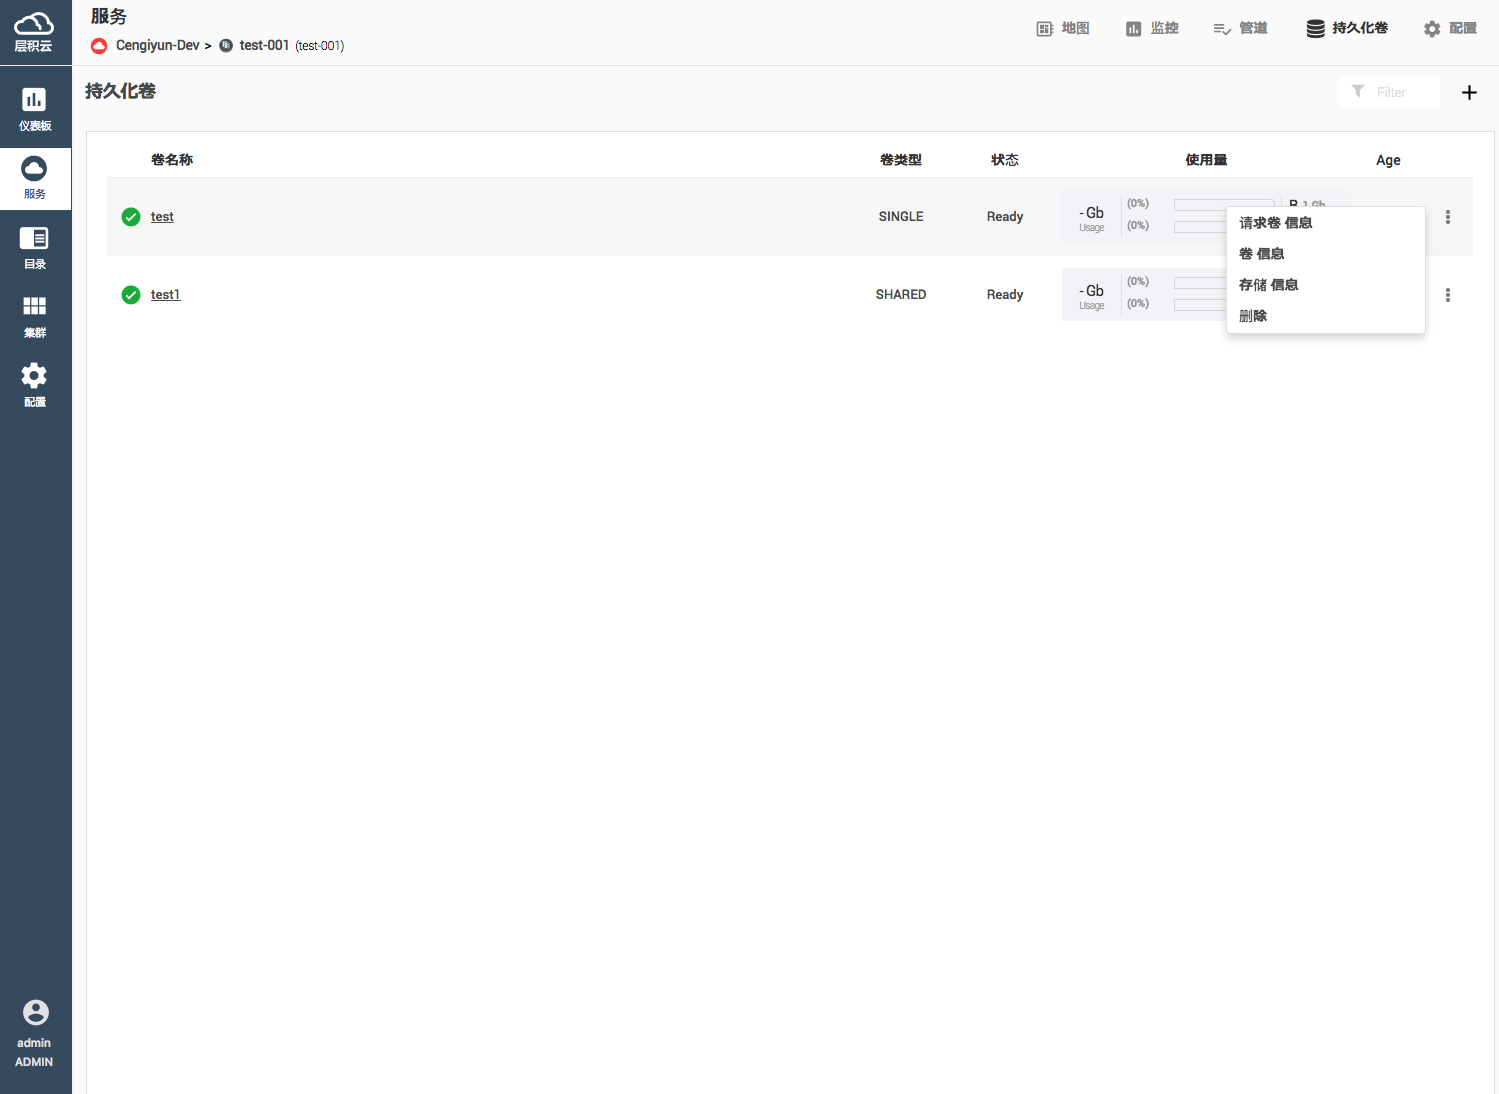 层积云
服务
Cengiyun-Dev > test-001 (test-001)
地图
监控
管道
持久化卷
配置
仪表板
服务
目录
集群
配置
admin
ADMIN
持久化卷
Filter
卷名称 卷类型 状态 使用量 Age
test SINGLE Ready
- Gb
Usage
(0%)
(0%)
test1 SHARED Ready
- Gb
Usage
(0%)
(0%)
请求卷 信息
卷 信息
存储 信息
删除